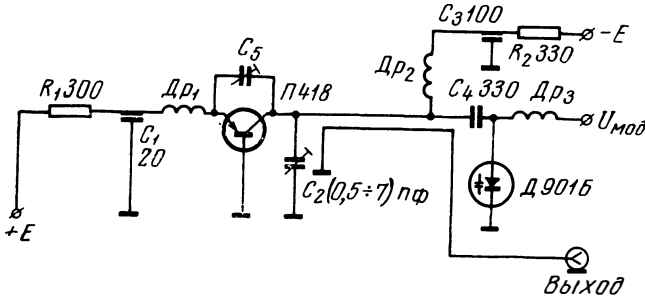 C₃100
R₂330
-E
C₅
П418
Др₂
C₄330
Др₃
Uмод
R₁300
Др₁
C₁
20
C₂(0,5÷7)пф
Д901Б
+E
Выход